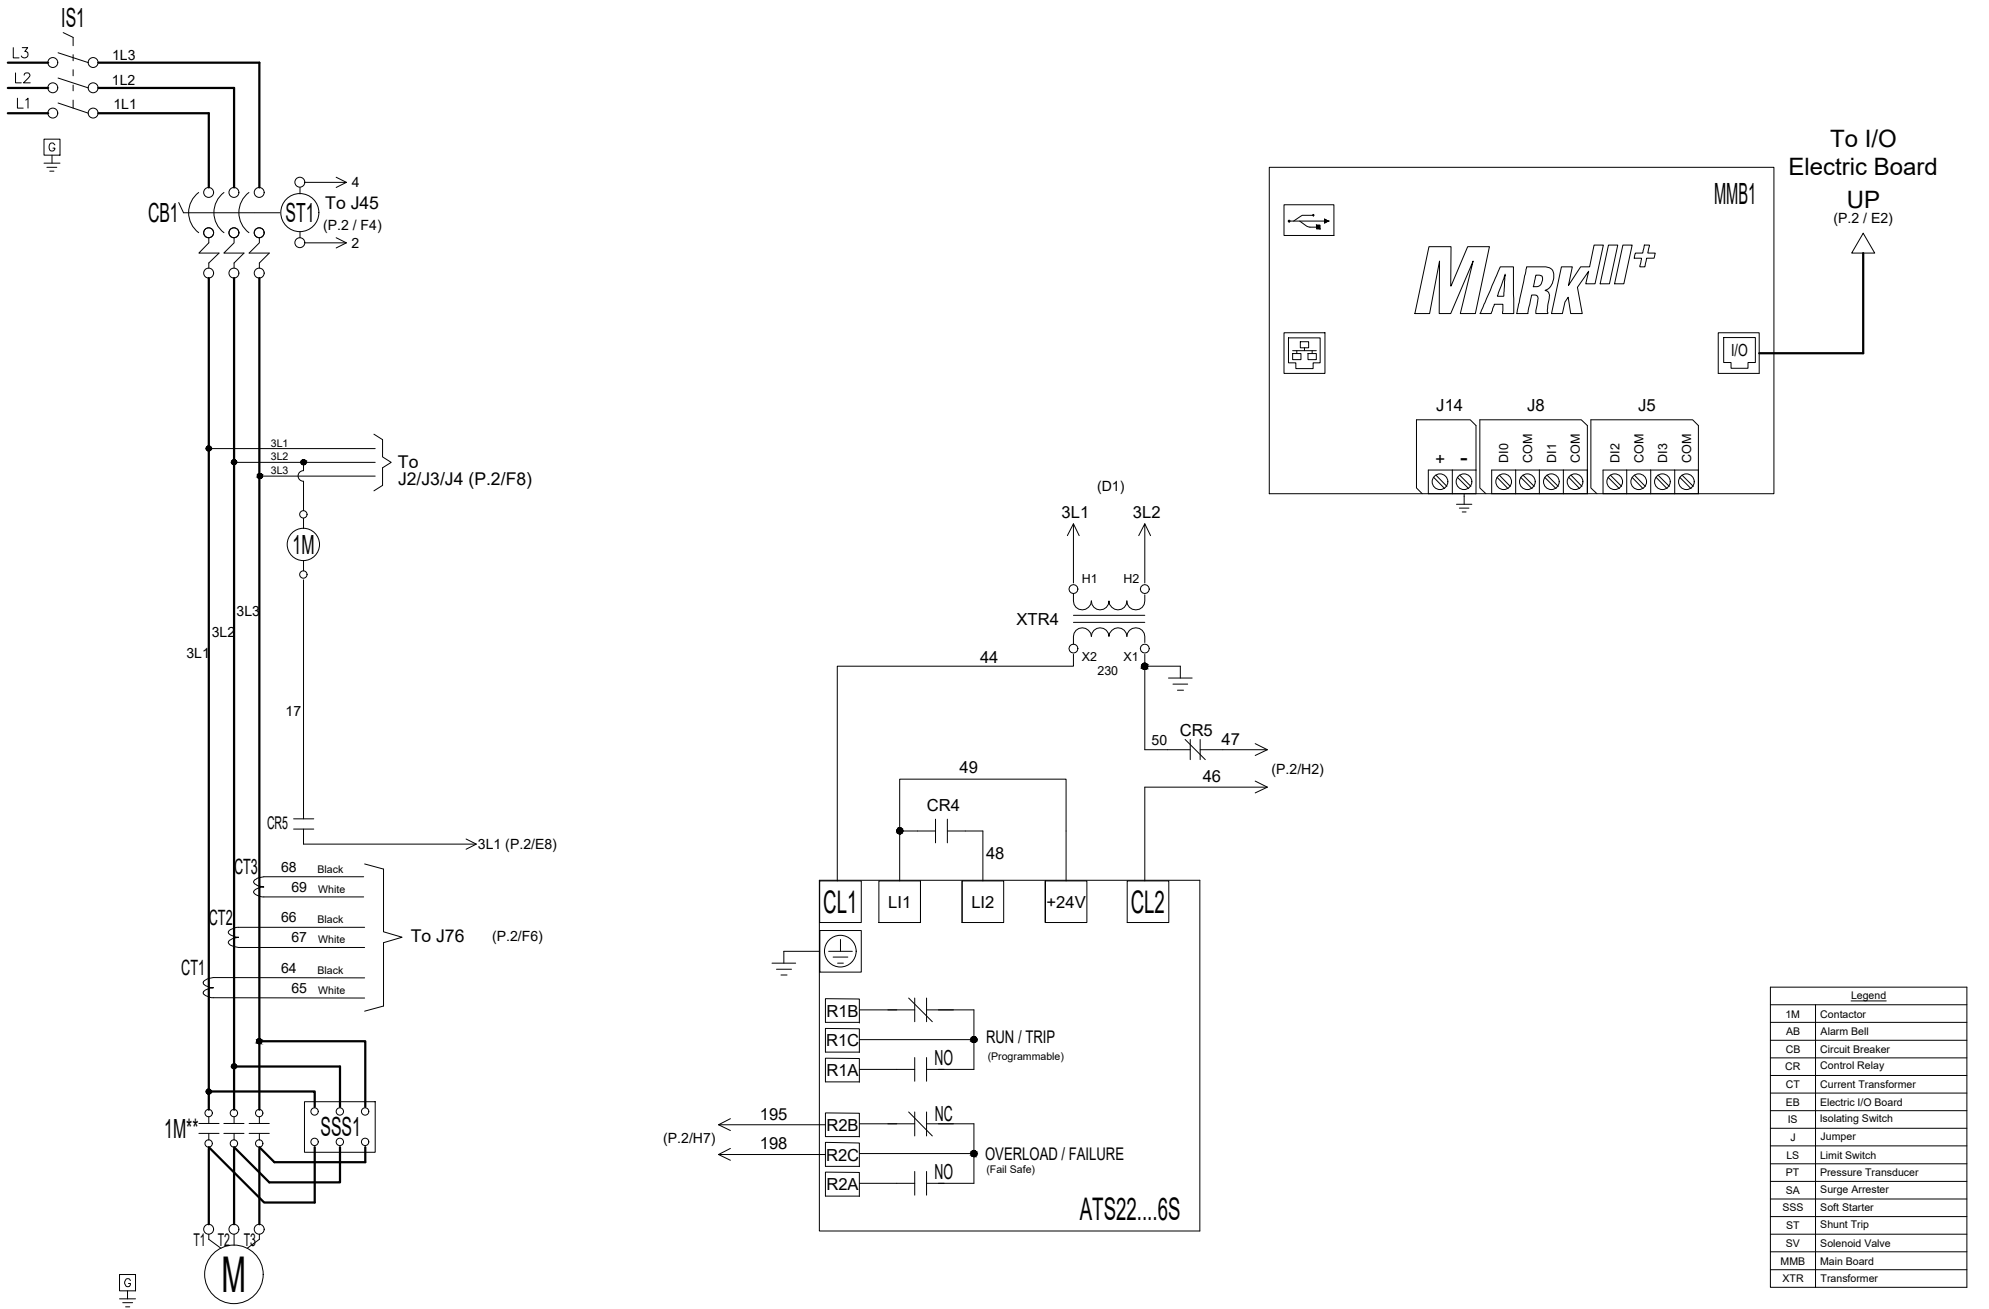 IS1
L3 1L3
L2 1L2
L1 1L1
G
CB1
ST1
4
To J45
(P.2 / F4)
2
3L1
3L2
3L3
To
J2/J3/J4 (P.2/F8)
1M
3L3
3L2
3L1
17
CR5
3L1 (P.2/E8)
CT3
68 Black
69 White
CT2
66 Black
67 White
To J76 (P.2/F6)
CT1
64 Black
65 White
1M**
SSS1
T1 T2 T3
M
G
(D1)
3L1 3L2
H1 H2
XTR4
X2 X1
230
44
50 CR5 47
(P.2/H2)
46
49
CR4
48
CL1 LI1 LI2 +24V CL2
R1B
R1C RUN / TRIP
(Programmable)
R1A NO
195 R2B NC
(P.2/H7)
198 R2C OVERLOAD / FAILURE
(Fail Safe)
R2A NO
ATS22....6S
MMB1
MARK III+
I/O
J14 J8 J5
+ - DI0 COM DI1 COM DI2 COM DI3 COM
To I/O
Electric Board
UP
(P.2 / E2)
Legend
1M Contactor
AB Alarm Bell
CB Circuit Breaker
CR Control Relay
CT Current Transformer
EB Electric I/O Board
IS Isolating Switch
J Jumper
LS Limit Switch
PT Pressure Transducer
SA Surge Arrester
SSS Soft Starter
ST Shunt Trip
SV Solenoid Valve
MMB Main Board
XTR Transformer